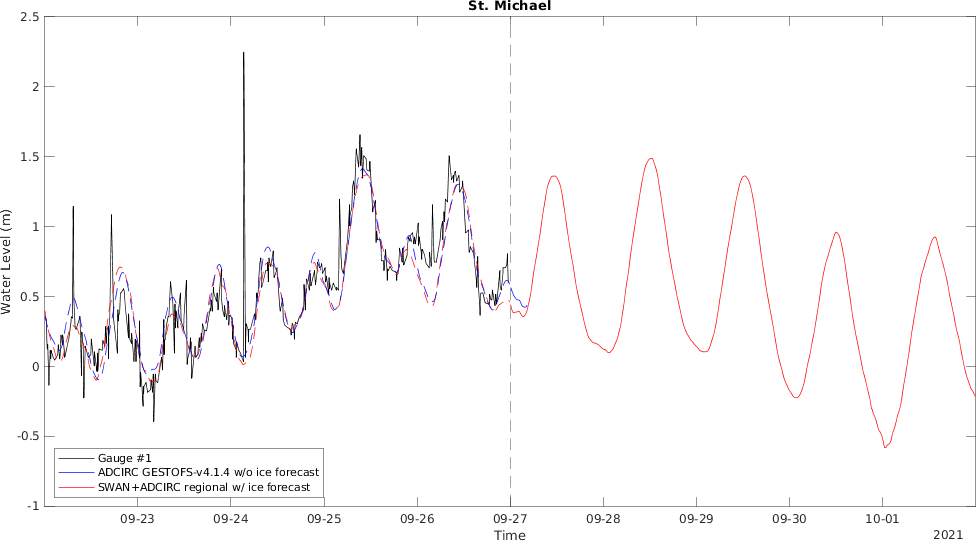 St. Michael
2.5
2
1.5
1
0.5
0
-0.5
-1
Water Level (m)
Gauge #1
ADCIRC GESTOFS-v4.1.4 w/o ice forecast
SWAN+ADCIRC regional w/ ice forecast
09-23 09-24 09-25 09-26 09-27 09-28 09-29 09-30 10-01
Time
2021